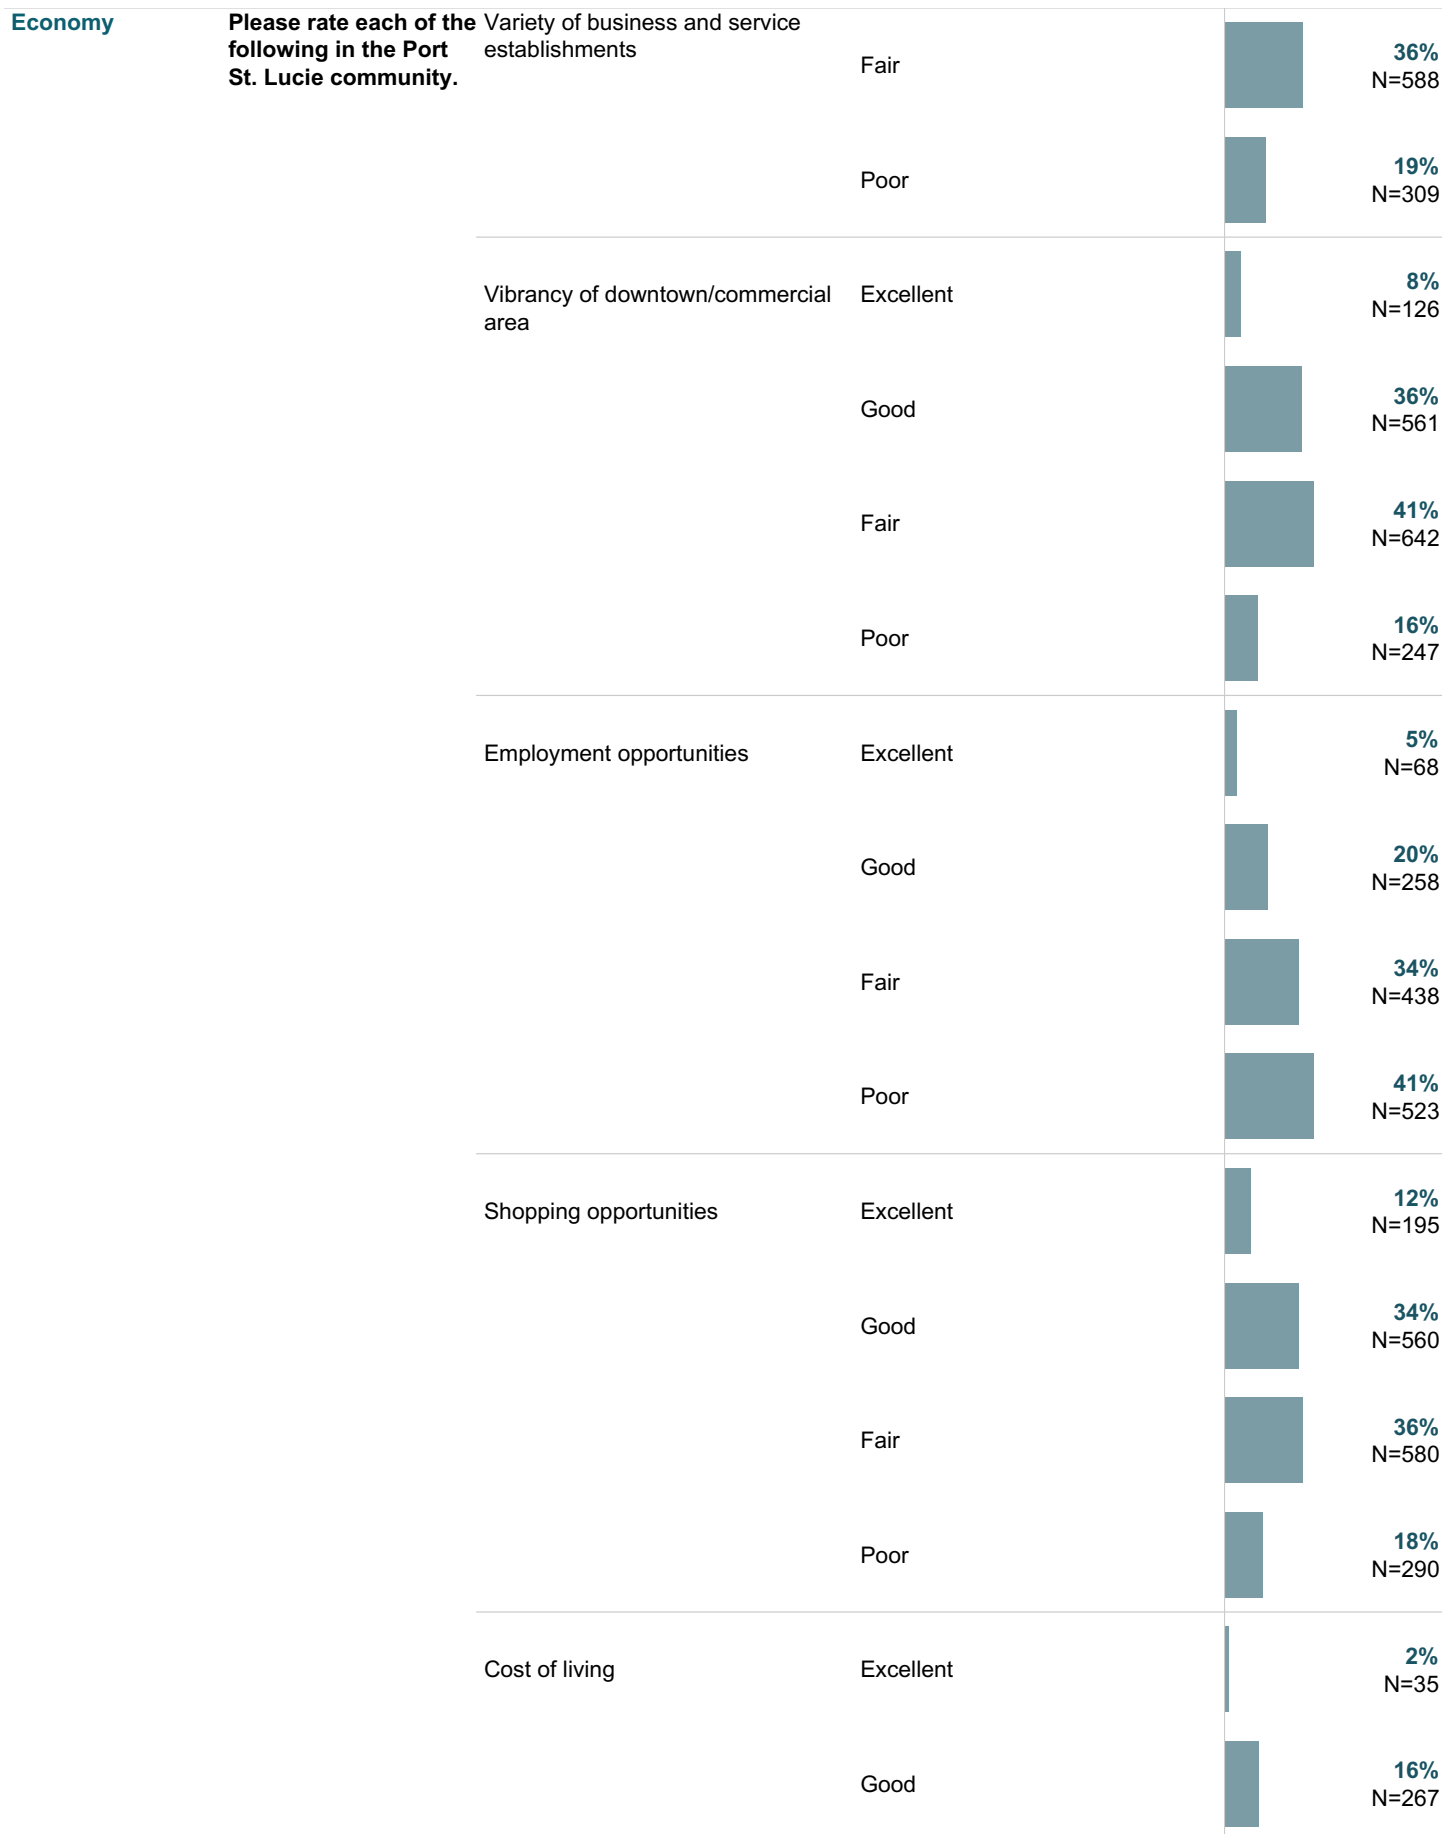 Economy
Please rate each of the
following in the Port
St. Lucie community.
Variety of business and service
establishments
Fair
36%
N=588
Poor
19%
N=309
Vibrancy of downtown/commercial
area
Excellent
8%
N=126
Good
36%
N=561
Fair
41%
N=642
Poor
16%
N=247
Employment opportunities
Excellent
5%
N=68
Good
20%
N=258
Fair
34%
N=438
Poor
41%
N=523
Shopping opportunities
Excellent
12%
N=195
Good
34%
N=560
Fair
36%
N=580
Poor
18%
N=290
Cost of living
Excellent
2%
N=35
Good
16%
N=267